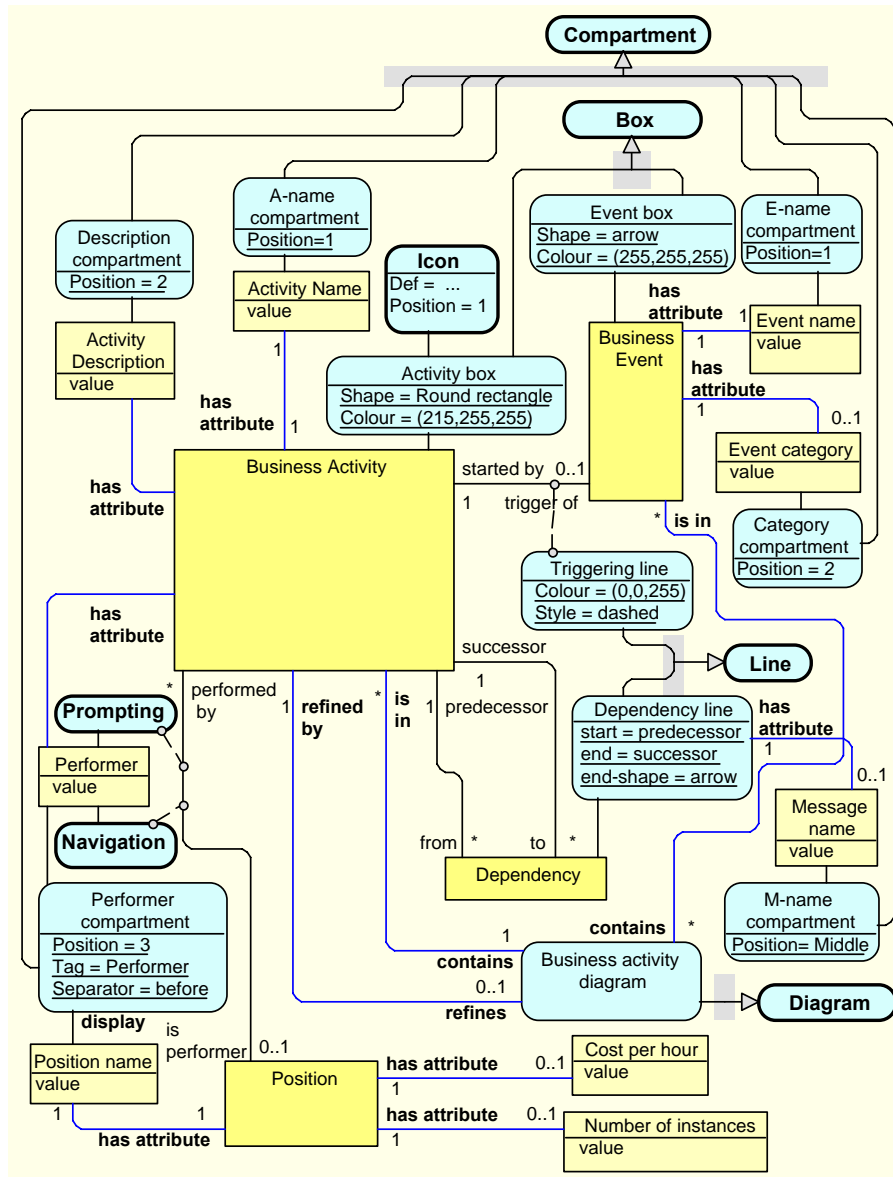 Compartment
Box
A-name
compartment
Position=1
Event box
Shape = arrow
Colour = (255,255,255)
E-name
compartment
Position=1
Description
compartment
Position = 2
Icon
Def =  ...
Position = 1
Activity Name
value
has
attribute
1
1
Event name
value
Activity
Description
value
Business
Event
Activity box
Shape = Round rectangle
Colour = (215,255,255)
1
has
attribute
1
has
attribute
1
0..1
Event category
value
Business Activity
started by
0..1
1
trigger of
has
attribute
*
is in
Category
compartment
Position = 2
Triggering line
Colour = (0,0,255)
Style = dashed
has
attribute
successor
1
predecessor
Line
*
performed
by
1
refined
by
*
is
in
1
Prompting
Dependency line
start = predecessor
end = successor
end-shape = arrow
has
attribute
1
0..1
Performer
value
Message
name
value
Navigation
from
*
to
*
Dependency
Performer
compartment
Position = 3
Tag = Performer
Separator = before
M-name
compartment
Position= Middle
contains
*
1
contains
Business activity
diagram
0..1
refines
Diagram
display
is
performer
0..1
Position name
value
Position
has attribute
1
0..1
Cost per hour
value
1
1
has attribute
has attribute
1
0..1
Number of instances
value